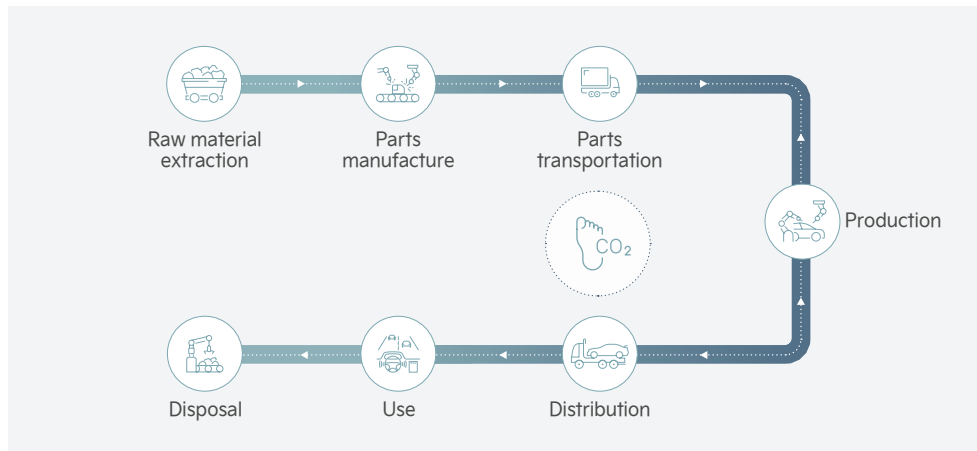 Raw material
extraction
Parts
manufacture
Parts
transportation
Production
CO₂
Disposal
Use
Distribution